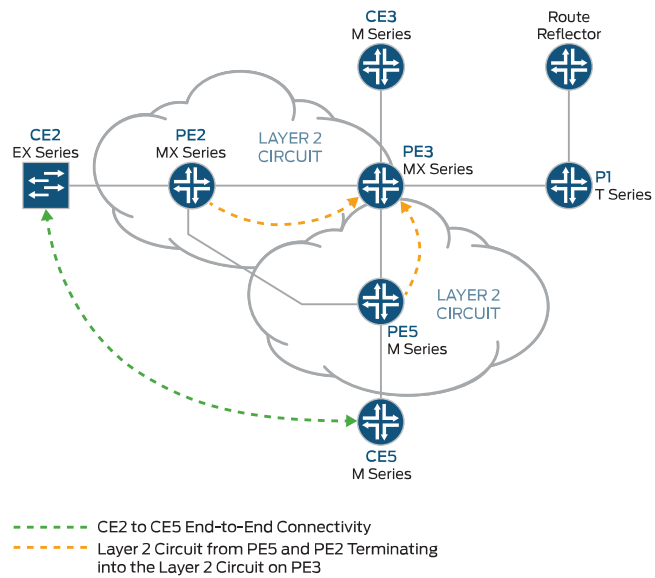 CE3
M Series
Route
Reflector
CE2
EX Series
PE2
MX Series
LAYER 2
CIRCUIT
PE3
MX Series
P1
T Series
LAYER 2
CIRCUIT
PE5
M Series
CE5
M Series
CE2 to CE5 End-to-End Connectivity
Layer 2 Circuit from PE5 and PE2 Terminating
into the Layer 2 Circuit on PE3